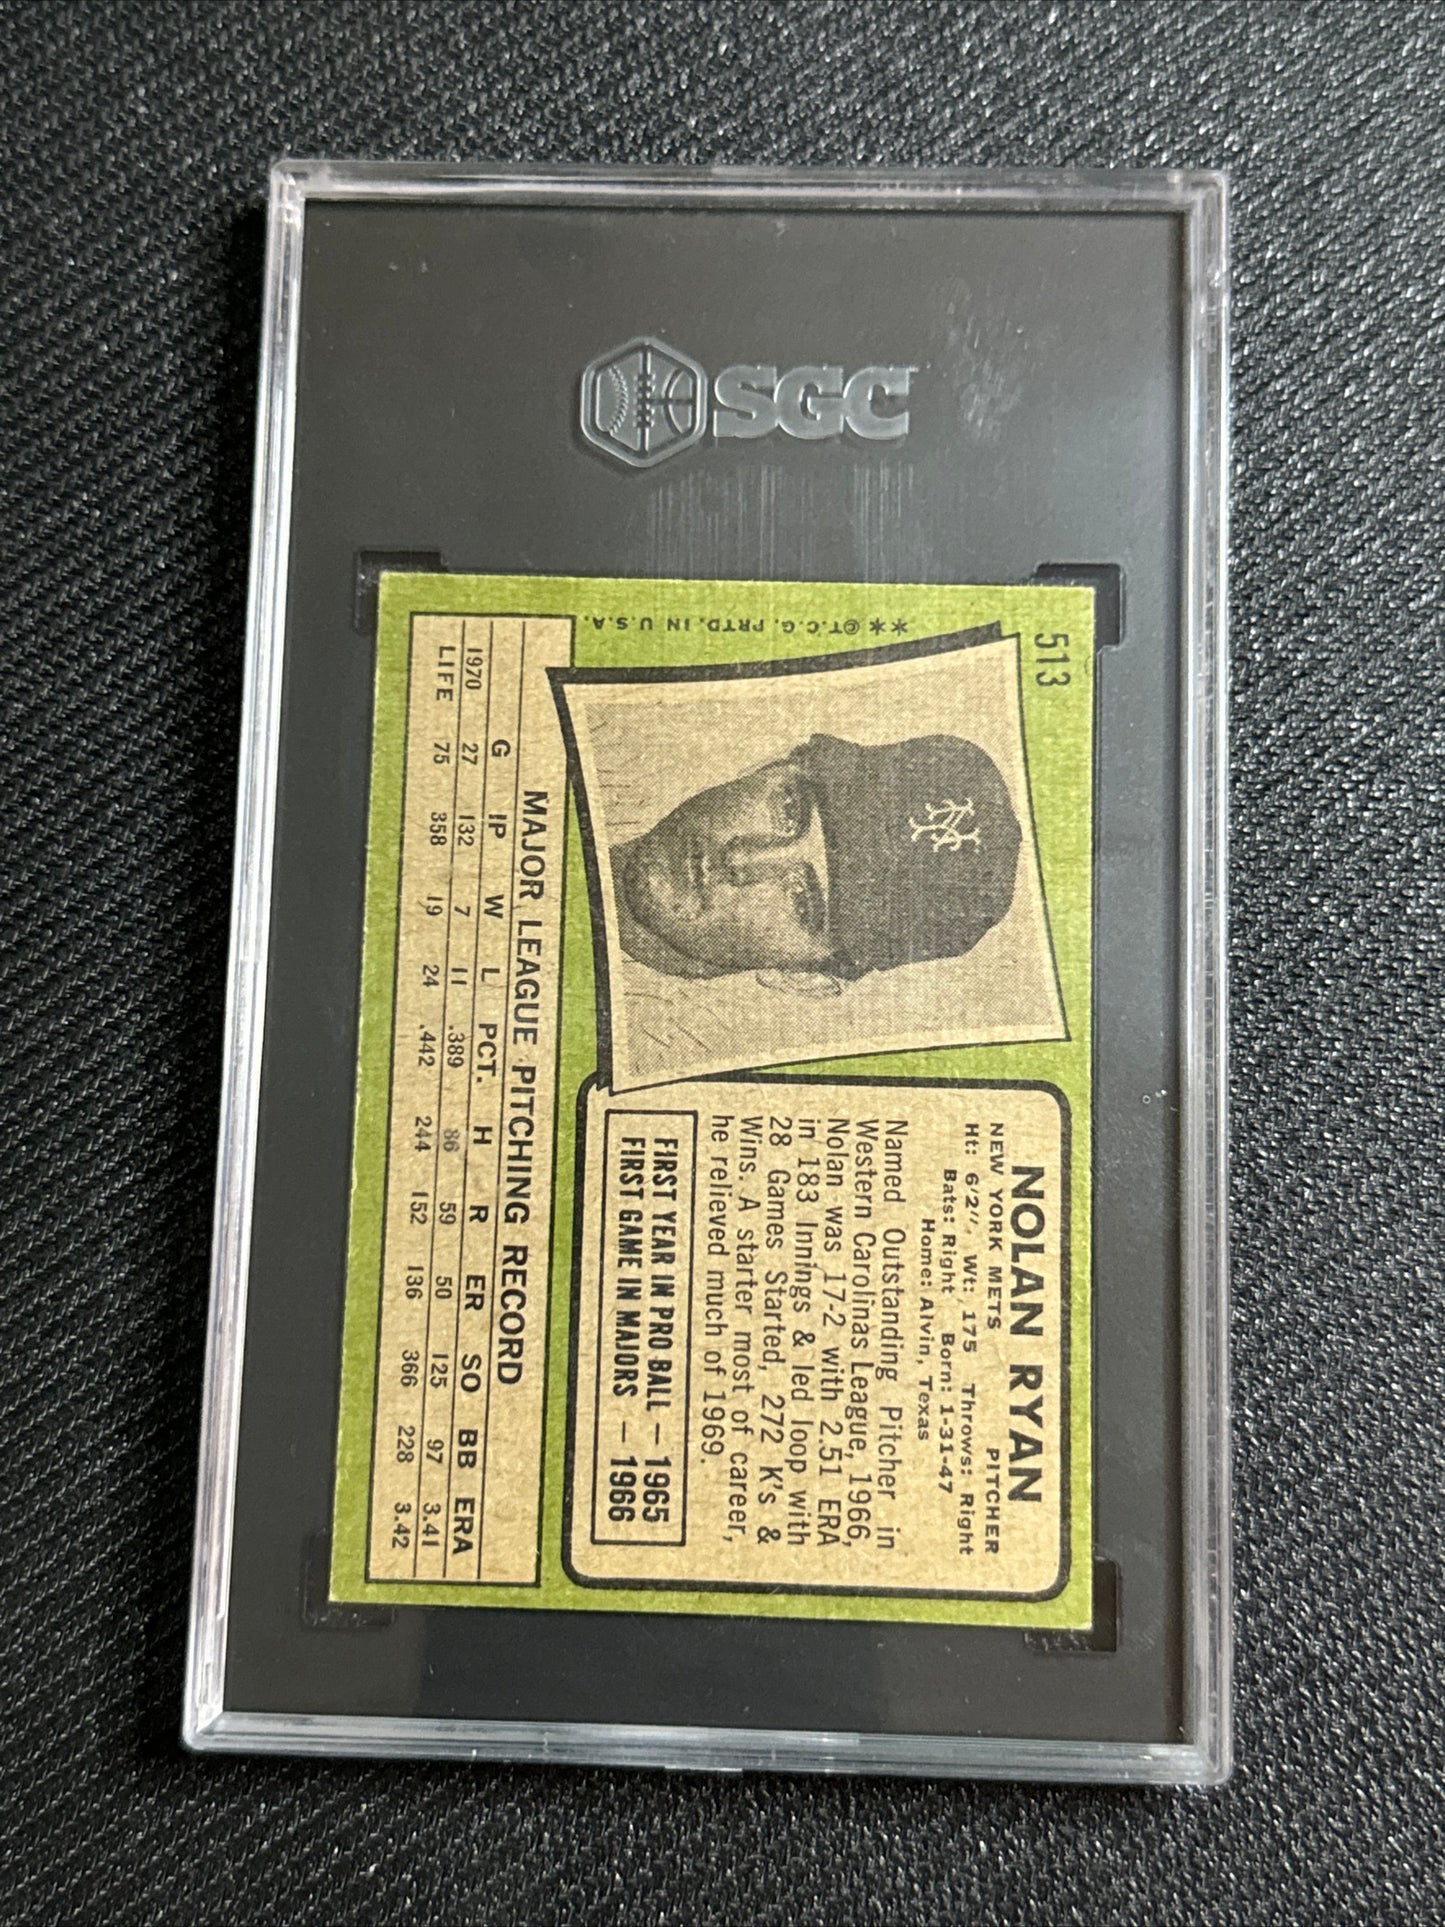 SGC
513
NOLAN RYAN
NEW YORK METS PITCHER
Ht: 6'2", Wt: 175 Throws: Right
Bats: Right Born: 1-31-47
Home: Alvin, Texas
Named Outstanding Pitcher in
Western Carolinas League, 1966,
Nolan was 17-2 with 2.51 ERA
in 183 Innings & led loop with
28 Games Started, 272 K's &
Wins. A starter most of career,
he relieved much of 1969.
FIRST YEAR IN PRO BALL — 1965
FIRST GAME IN MAJORS — 1966
NY
** ©T.C.G. PRTD. IN U.S.A.
MAJOR LEAGUE PITCHING RECORD
G IP W L PCT. H R ER SO BB ERA
1970 27 132 7 11 .389 86 59 50 125 97 3.41
LIFE 75 358 19 24 .442 244 152 136 366 228 3.42